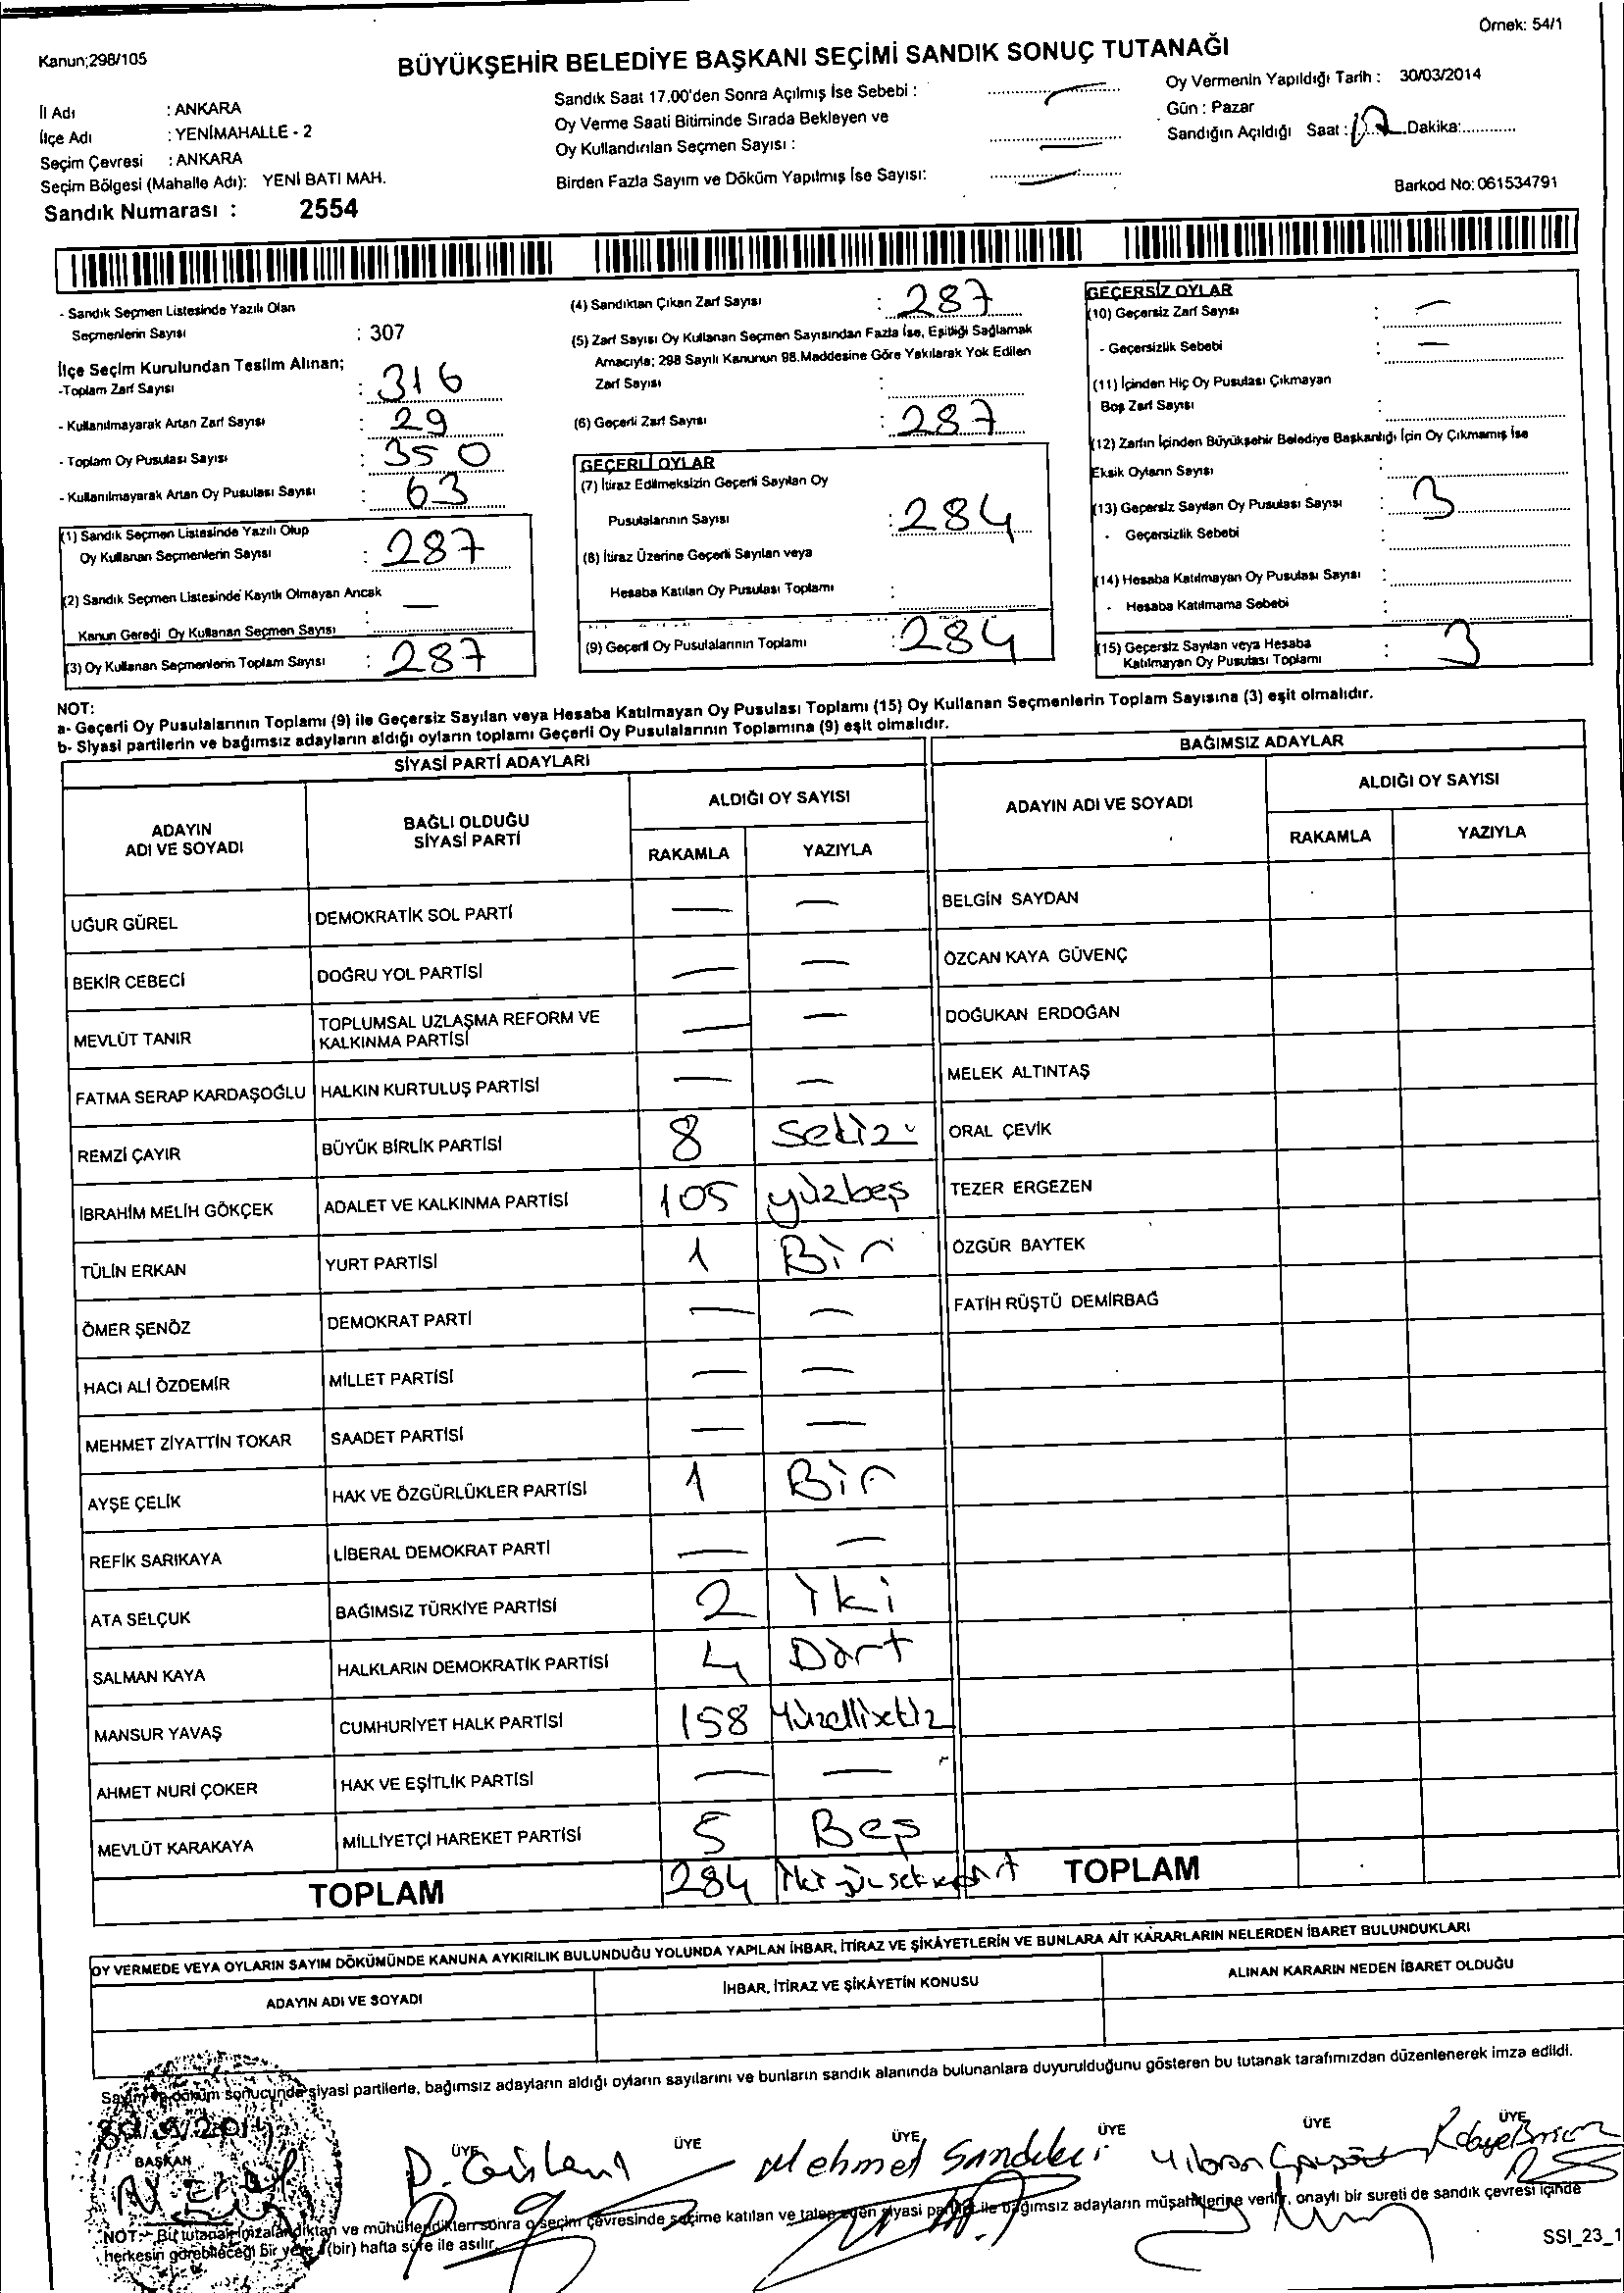 Örnek: 54/1
Kanun;298/105
BÜYÜKŞEHİR BELEDİYE BAŞKANI SEÇİMİ SANDIK SONUÇ TUTANAĞI
İl Adı : ANKARA
İlçe Adı : YENİMAHALLE - 2
Seçim Çevresi : ANKARA
Seçim Bölgesi (Mahalle Adı): YENİ BATI MAH.
Sandık Numarası : 2554
Sandık Saat 17.00'den Sonra Açılmış İse Sebebi :
Oy Verme Saati Bitiminde Sırada Bekleyen ve
Oy Kullandırılan Seçmen Sayısı :
Birden Fazla Sayım ve Döküm Yapılmış İse Sayısı:
Oy Vermenin Yapıldığı Tarih : 30/03/2014
Gün : Pazar
Sandığın Açıldığı Saat : 17 Dakika:
Barkod No: 061534791
- Sandık Seçmen Listesinde Yazılı Olan
Seçmenlerin Sayısı : 307
İlçe Seçim Kurulundan Teslim Alınan;
-Toplam Zarf Sayısı : 316
- Kullanılmayarak Artan Zarf Sayısı : 29
- Toplam Oy Pusulası Sayısı : 350
- Kullanılmayarak Artan Oy Pusulası Sayısı : 63
(1) Sandık Seçmen Listesinde Yazılı Olup
Oy Kullanan Seçmenlerin Sayısı : 287
(2) Sandık Seçmen Listesinde Kayıtlı Olmayan Ancak
Kanun Gereği Oy Kullanan Seçmen Sayısı : —
(3) Oy Kullanan Seçmenlerin Toplam Sayısı : 287
(4) Sandıktan Çıkan Zarf Sayısı : 287
(5) Zarf Sayısı Oy Kullanan Seçmen Sayısından Fazla İse, Eşitliği Sağlamak
Amacıyla; 298 Sayılı Kanunun 98.Maddesine Göre Yakılarak Yok Edilen
Zarf Sayısı :
(6) Geçerli Zarf Sayısı : 287
GEÇERLİ OYLAR
(7) İtiraz Edilmeksizin Geçerli Sayılan Oy
Pusulalarının Sayısı : 284
(8) İtiraz Üzerine Geçerli Sayılan veya
Hesaba Katılan Oy Pusulası Toplamı :
(9) Geçerli Oy Pusulalarının Toplamı : 284
GEÇERSİZ OYLAR
(10) Geçersiz Zarf Sayısı : —
- Geçersizlik Sebebi : —
(11) İçinden Hiç Oy Pusulası Çıkmayan
Boş Zarf Sayısı :
(12) Zarfın İçinden Büyükşehir Belediye Başkanlığı İçin Oy Çıkmamış İse
Eksik Oyların Sayısı :
(13) Geçersiz Sayılan Oy Pusulası Sayısı : 3
- Geçersizlik Sebebi :
(14) Hesaba Katılmayan Oy Pusulası Sayısı :
- Hesaba Katılmama Sebebi :
(15) Geçersiz Sayılan veya Hesaba
Katılmayan Oy Pusulası Toplamı : 3
NOT:
a- Geçerli Oy Pusulalarının Toplamı (9) ile Geçersiz Sayılan veya Hesaba Katılmayan Oy Pusulası Toplamı (15) Oy Kullanan Seçmenlerin Toplam Sayısına (3) eşit olmalıdır.
b- Siyasi partilerin ve bağımsız adayların aldığı oyların toplamı Geçerli Oy Pusulalarının Toplamına (9) eşit olmalıdır.
SİYASİ PARTİ ADAYLARI
ADAYIN ADI VE SOYADI
BAĞLI OLDUĞU SİYASİ PARTİ
ALDIĞI OY SAYISI
RAKAMLA YAZIYLA
UĞUR GÜREL DEMOKRATİK SOL PARTİ — —
BEKİR CEBECİ DOĞRU YOL PARTİSİ — —
MEVLÜT TANIR TOPLUMSAL UZLAŞMA REFORM VE KALKINMA PARTİSİ — —
FATMA SERAP KARDAŞOĞLU HALKIN KURTULUŞ PARTİSİ — —
REMZİ ÇAYIR BÜYÜK BİRLİK PARTİSİ 8 Sekiz
İBRAHİM MELİH GÖKÇEK ADALET VE KALKINMA PARTİSİ 105 yüzbeş
TÜLİN ERKAN YURT PARTİSİ 1 Bir
ÖMER ŞENÖZ DEMOKRAT PARTİ — —
HACI ALİ ÖZDEMİR MİLLET PARTİSİ — —
MEHMET ZİYATTİN TOKAR SAADET PARTİSİ — —
AYŞE ÇELİK HAK VE ÖZGÜRLÜKLER PARTİSİ 1 Bir
REFİK SARIKAYA LİBERAL DEMOKRAT PARTİ — —
ATA SELÇUK BAĞIMSIZ TÜRKİYE PARTİSİ 2 İki
SALMAN KAYA HALKLARIN DEMOKRATİK PARTİSİ 4 Dört
MANSUR YAVAŞ CUMHURİYET HALK PARTİSİ 158
AHMET NURİ ÇOKER HAK VE EŞİTLİK PARTİSİ — —
MEVLÜT KARAKAYA MİLLİYETÇİ HAREKET PARTİSİ 5 Beş
TOPLAM 284
BAĞIMSIZ ADAYLAR
ADAYIN ADI VE SOYADI
ALDIĞI OY SAYISI
RAKAMLA YAZIYLA
BELGİN SAYDAN
ÖZCAN KAYA GÜVENÇ
DOĞUKAN ERDOĞAN
MELEK ALTINTAŞ
ORAL ÇEVİK
TEZER ERGEZEN
ÖZGÜR BAYTEK
FATİH RÜŞTÜ DEMİRBAĞ
TOPLAM
OY VERMEDE VEYA OYLARIN SAYIM DÖKÜMÜNDE KANUNA AYKIRILIK BULUNDUĞU YOLUNDA YAPILAN İHBAR, İTİRAZ VE ŞİKÂYETLERİN VE BUNLARA AİT KARARLARIN NELERDEN İBARET BULUNDUKLARI
ADAYIN ADI VE SOYADI İHBAR, İTİRAZ VE ŞİKÂYETİN KONUSU ALINAN KARARIN NEDEN İBARET OLDUĞU
Sayım ve döküm sonucunda siyasi partilerle, bağımsız adayların aldığı oyların sayılarını ve bunların sandık alanında bulunanlara duyurulduğunu gösteren bu tutanak tarafımızdan düzenlenerek imza edildi.
BAŞKAN ÜYE ÜYE ÜYE ÜYE ÜYE ÜYE
Mehmet
NOT:- Bu tutanak imzalandıktan ve mühürlendikten sonra o seçim çevresinde seçime katılan ve talep eden siyasi partiler ile bağımsız adayların müşahitlerine verilir, onaylı bir sureti de sandık çevresi içinde
herkesin görebileceği bir yere 1 (bir) hafta süre ile asılır.
SSI_23_1